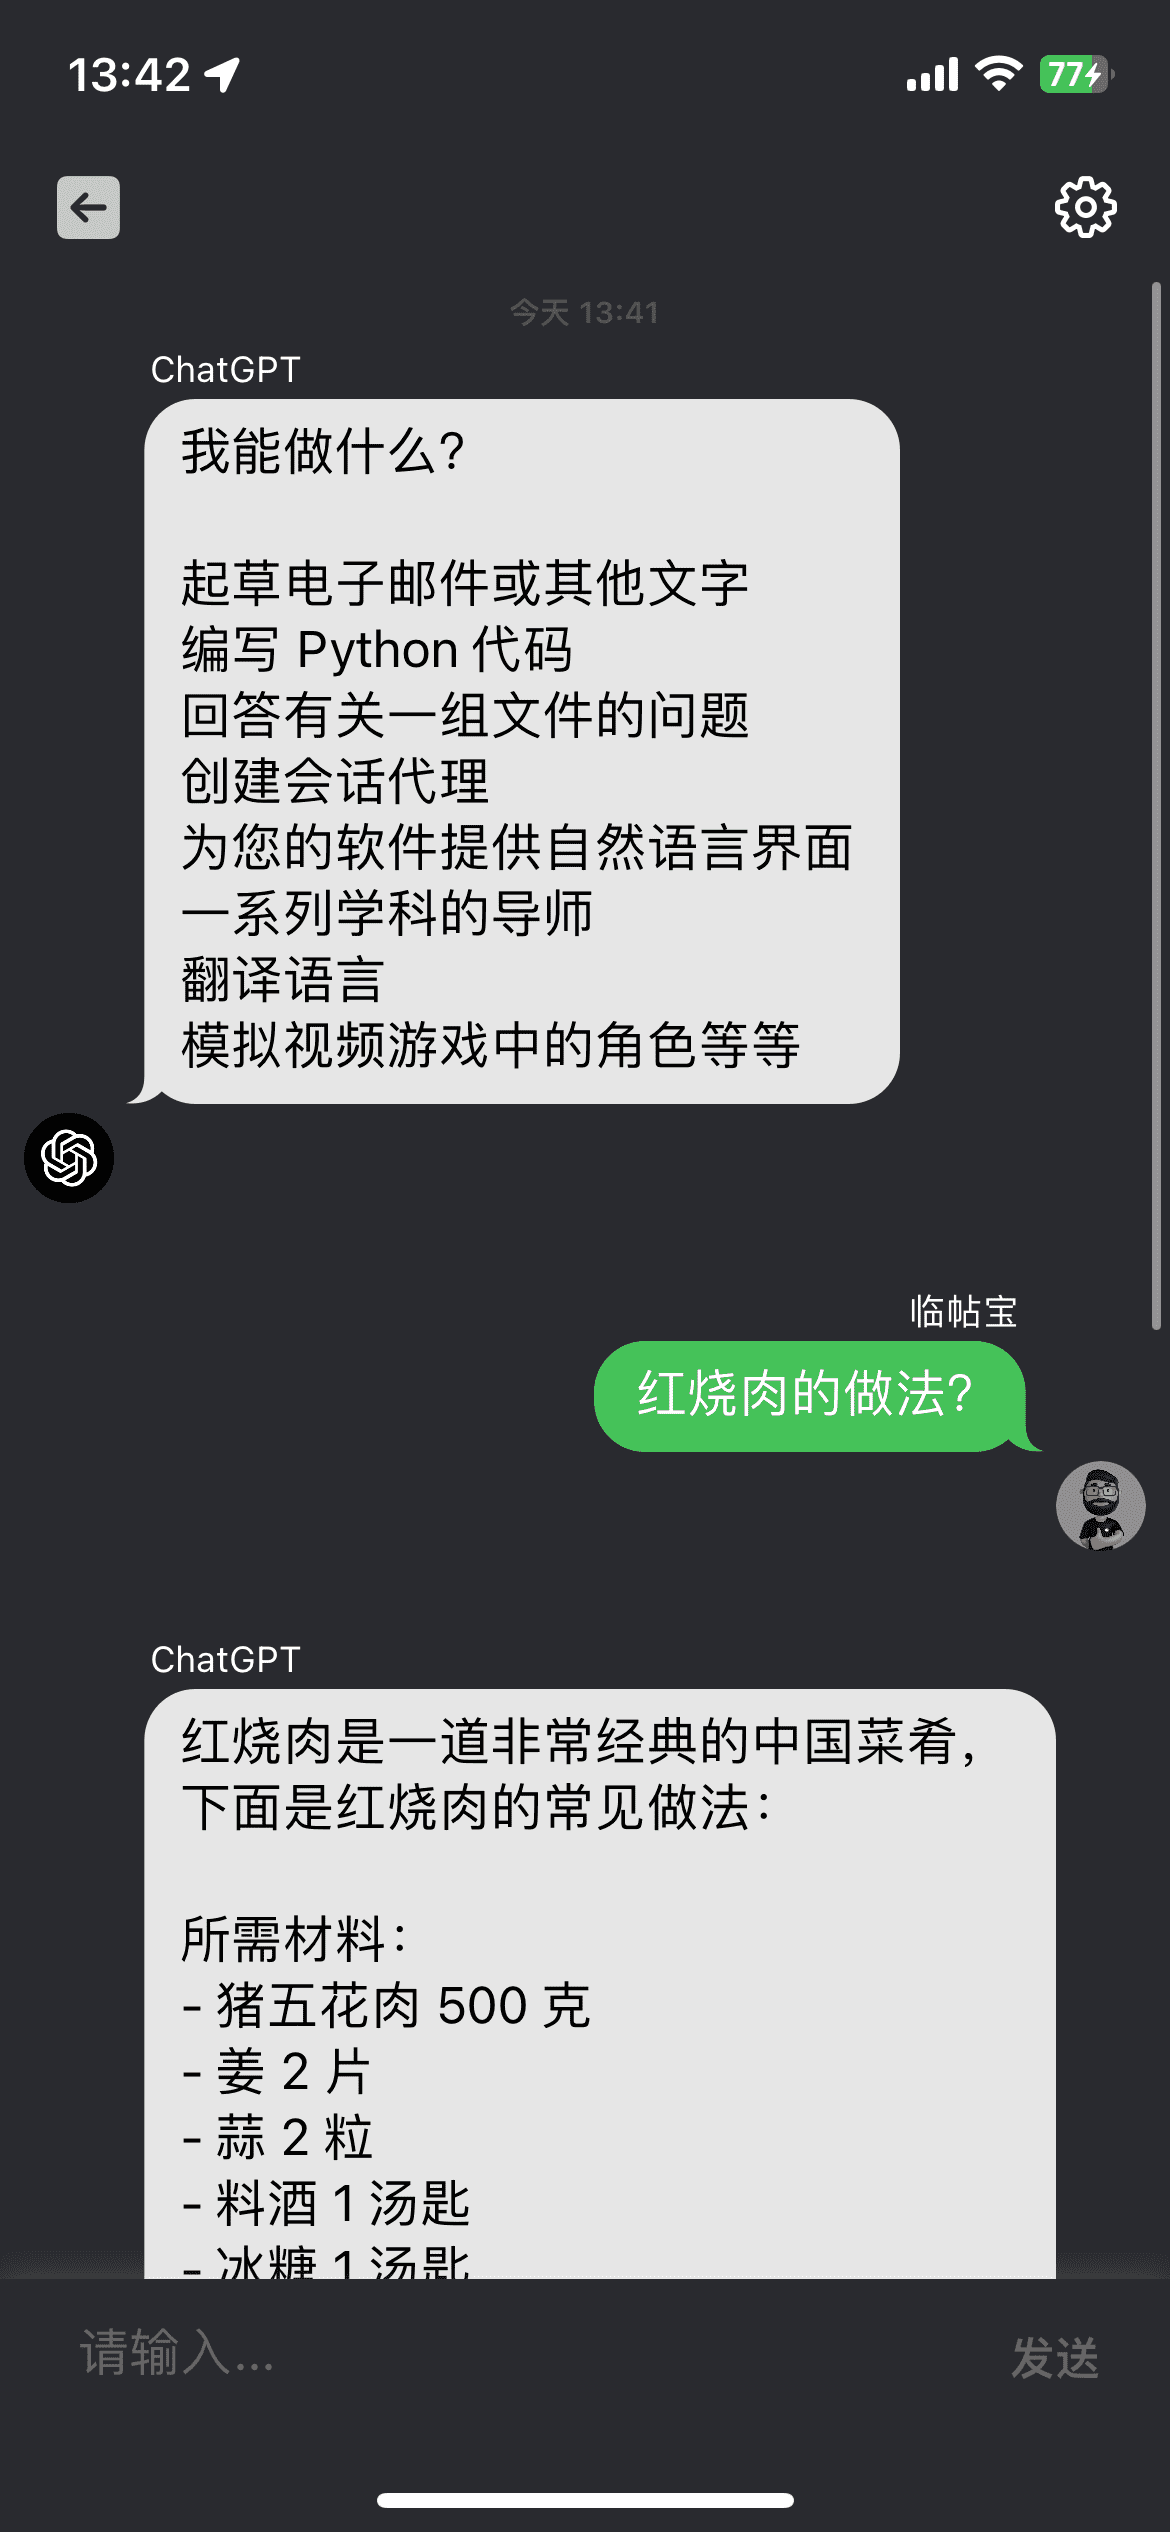 13:42
77
今天 13:41
ChatGPT
我能做什么?
起草电子邮件或其他文字
编写 Python 代码
回答有关一组文件的问题
创建会话代理
为您的软件提供自然语言界面
一系列学科的导师
翻译语言
模拟视频游戏中的角色等等
临帖宝
红烧肉的做法?
ChatGPT
红烧肉是一道非常经典的中国菜肴，
下面是红烧肉的常见做法：
所需材料：
- 猪五花肉 500 克
- 姜 2 片
- 蒜 2 粒
- 料酒 1 汤匙
- 冰糖 1 汤匙
请输入...
发送